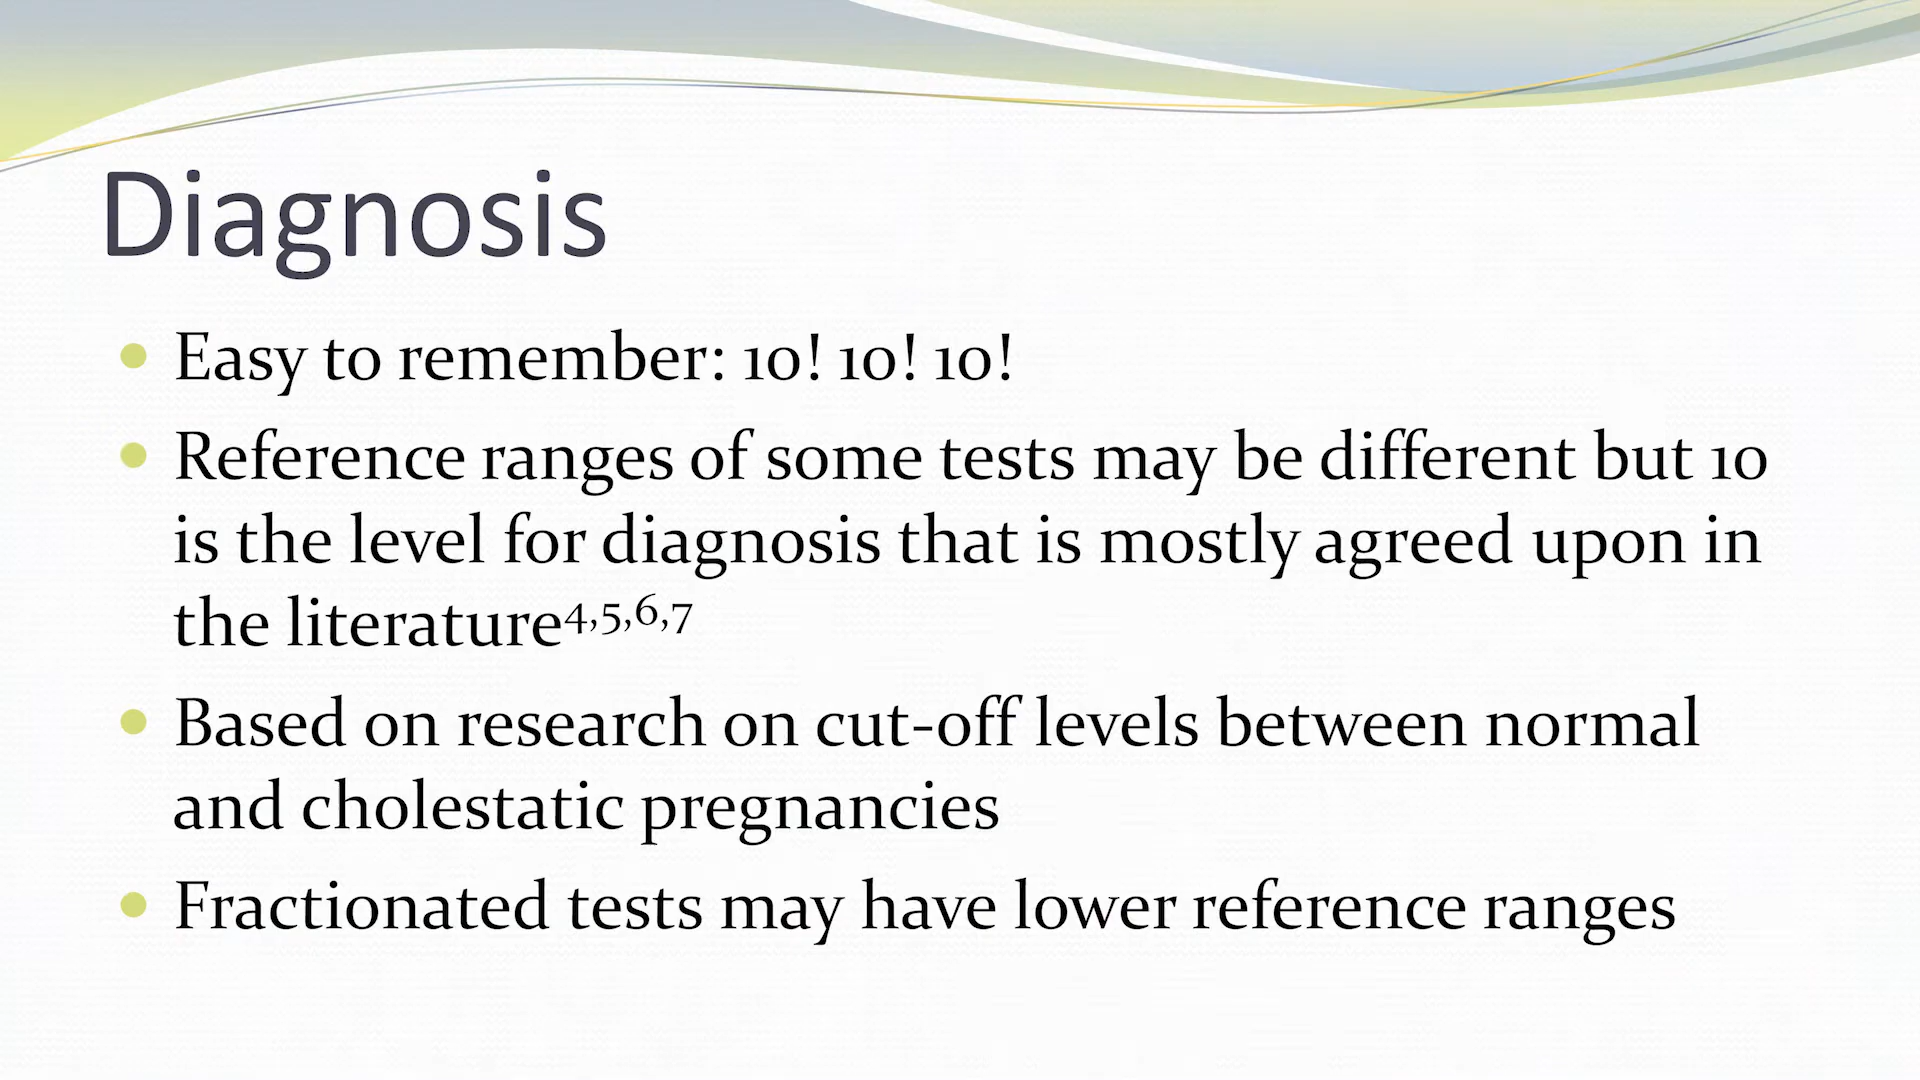 Diagnosis
Easy to remember: 10! 10! 10!
Reference ranges of some tests may be different but 10
is the level for diagnosis that is mostly agreed upon in
the literature4,5,6,7
Based on research on cut-off levels between normal
and cholestatic pregnancies
Fractionated tests may have lower reference ranges